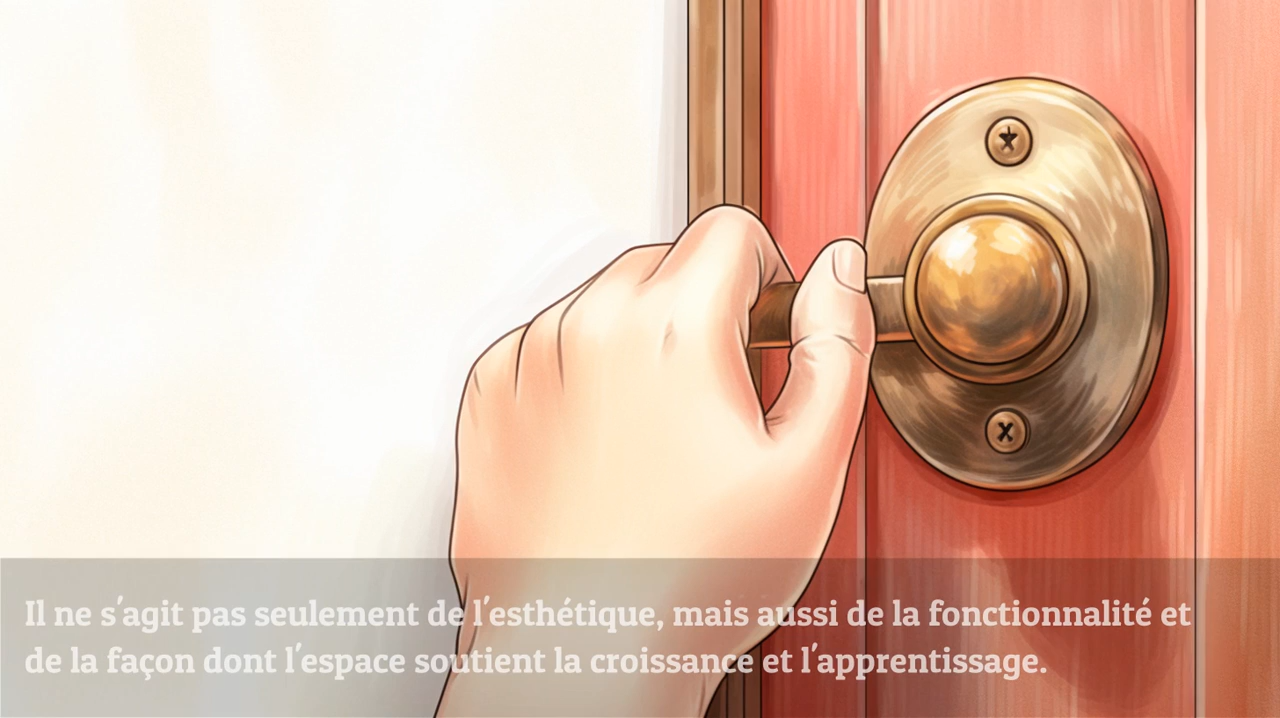 Il ne s'agit pas seulement de l'esthétique, mais aussi de la fonctionnalité et
de la façon dont l'espace soutient la croissance et l'apprentissage.